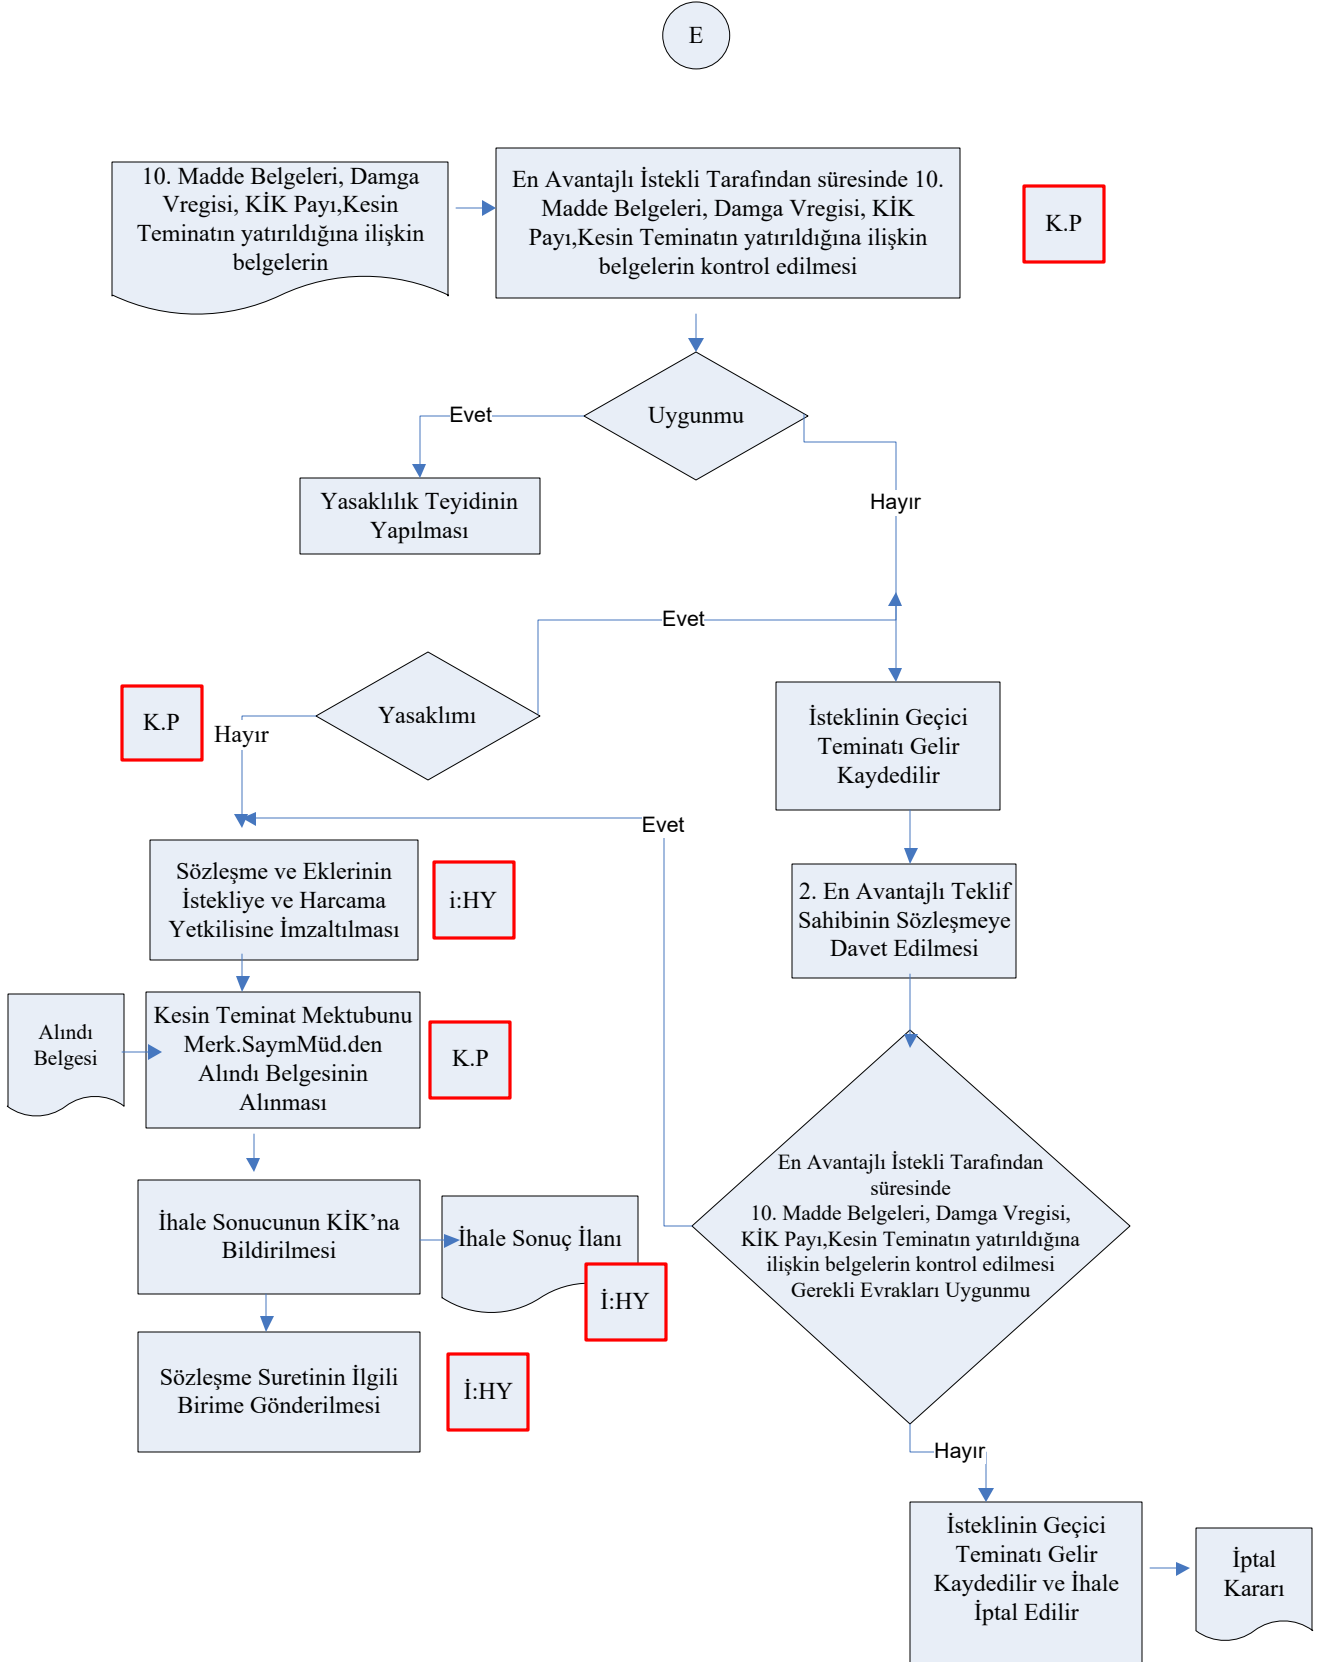 E
10. Madde Belgeleri, Damga
Vregisi, KİK Payı,Kesin
Teminatın yatırıldığına ilişkin
belgelerin
En Avantajlı İstekli Tarafından süresinde 10.
Madde Belgeleri, Damga Vregisi, KİK
Payı,Kesin Teminatın yatırıldığına ilişkin
belgelerin kontrol edilmesi
K.P
Uygunmu
Evet
Hayır
Yasaklılık Teyidinin
Yapılması
Evet
Yasaklımı
K.P
Hayır
İsteklinin Geçici
Teminatı Gelir
Kaydedilir
Evet
Sözleşme ve Eklerinin
İstekliye ve Harcama
Yetkilisine İmzaltılması
i:HY
2. En Avantajlı Teklif
Sahibinin Sözleşmeye
Davet Edilmesi
Alındı
Belgesi
Kesin Teminat Mektubunu
Merk.SaymMüd.den
Alındı Belgesinin
Alınması
K.P
En Avantajlı İstekli Tarafından
süresinde
10. Madde Belgeleri, Damga Vregisi,
KİK Payı,Kesin Teminatın yatırıldığına
ilişkin belgelerin kontrol edilmesi
Gerekli Evrakları Uygunmu
İhale Sonucunun KİK’na
Bildirilmesi
İhale Sonuç İlanı
İ:HY
Sözleşme Suretinin İlgili
Birime Gönderilmesi
İ:HY
Hayır
İsteklinin Geçici
Teminatı Gelir
Kaydedilir ve İhale
İptal Edilir
İptal
Kararı